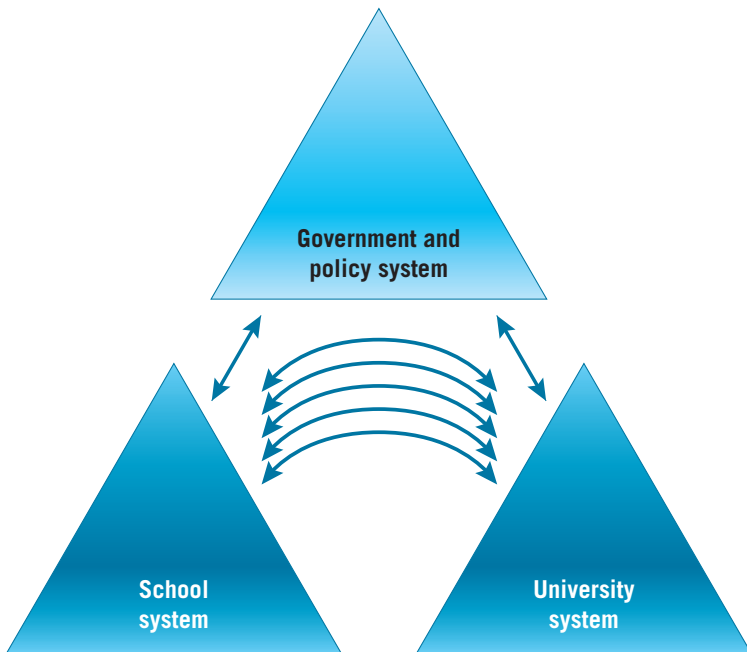 Government and
policy system
School
system
University
system